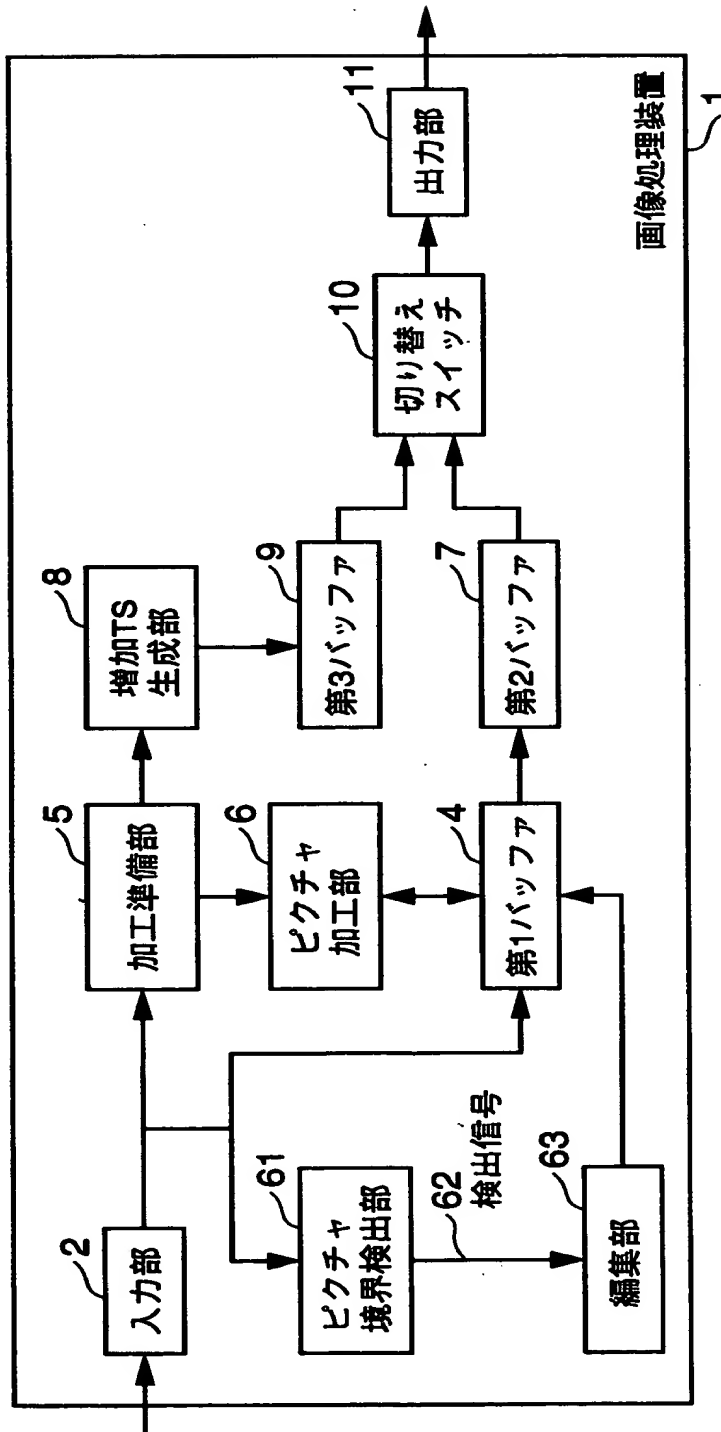 2
入力部
61
ピクチャ
境界検出部
62
検出信号
63
編集部
5
加工準備部
6
ピクチャ
加工部
4
第1バッファ
8
増加TS
生成部
9
第3バッファ
7
第2バッファ
10
切り替え
スイッチ
11
出力部
画像処理装置
1